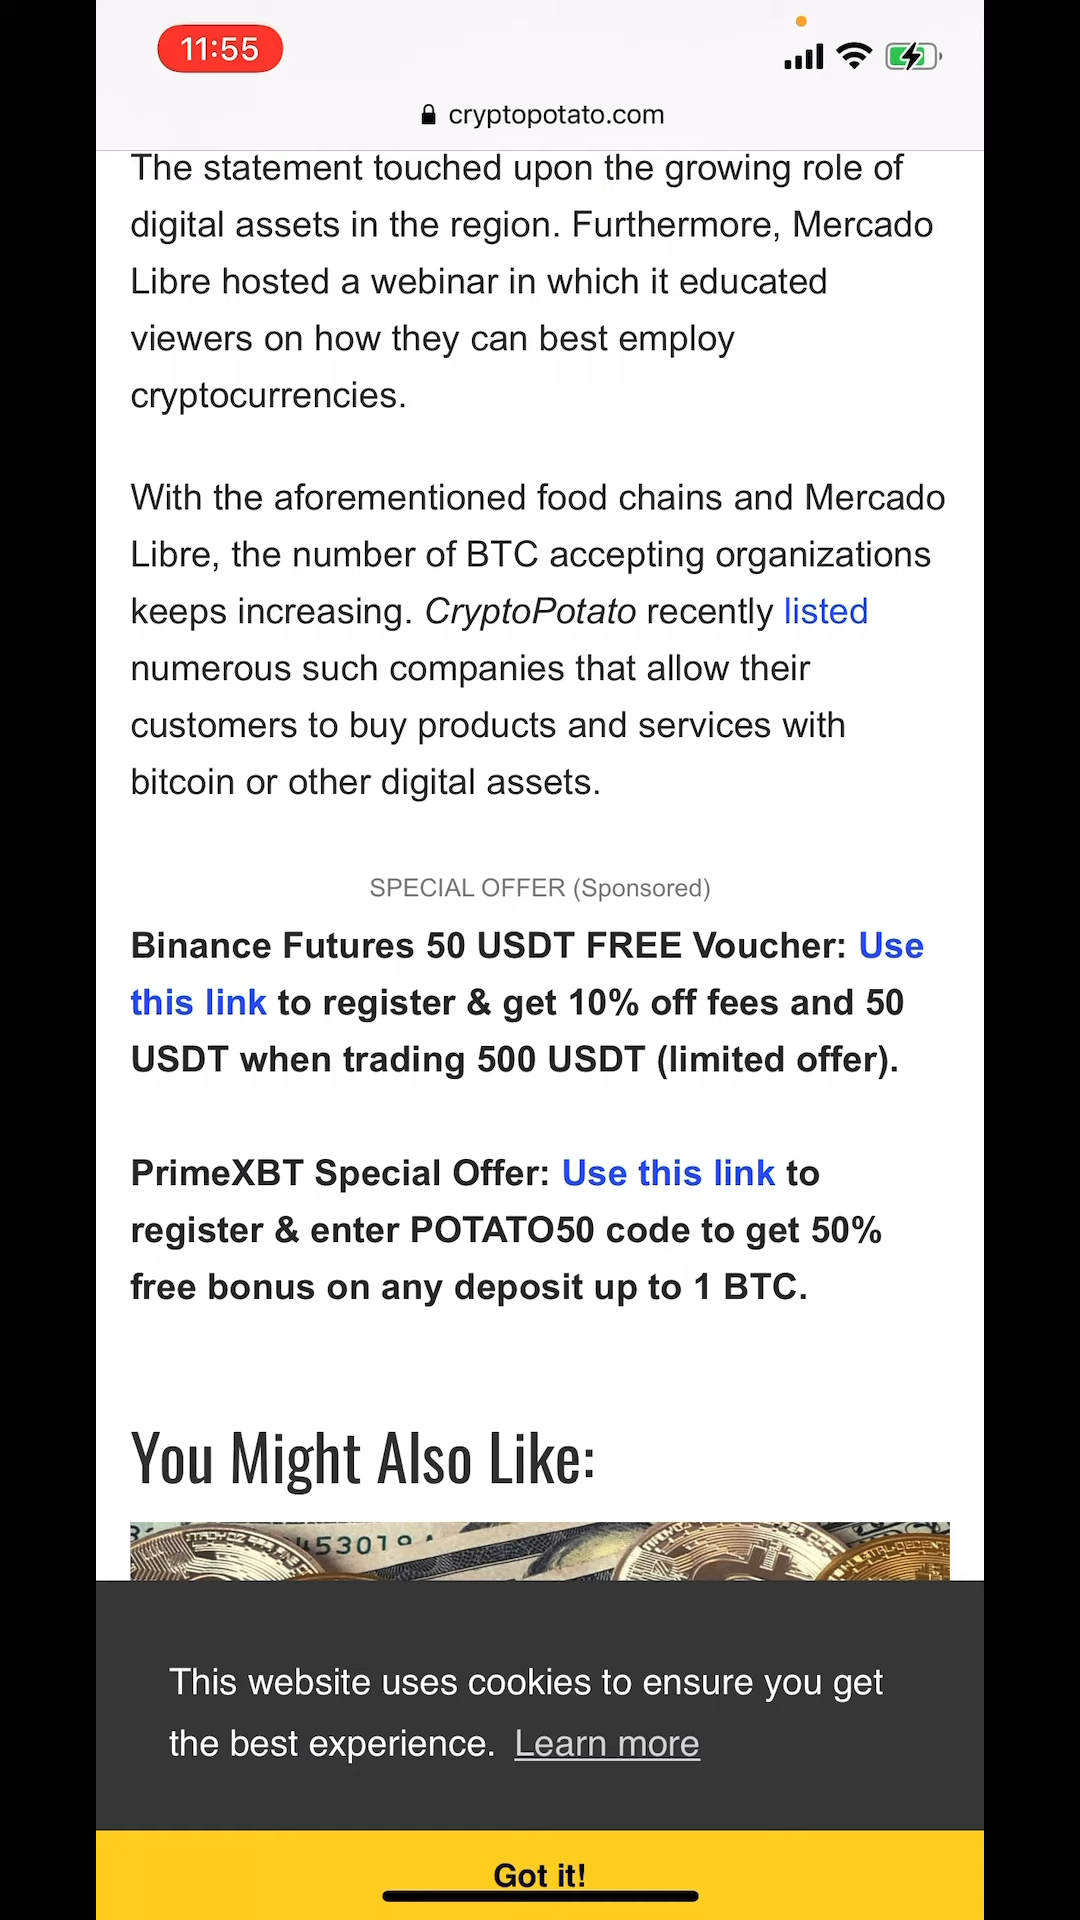 11:55
cryptopotato.com
The statement touched upon the growing role of
digital assets in the region. Furthermore, Mercado
Libre hosted a webinar in which it educated
viewers on how they can best employ
cryptocurrencies.
With the aforementioned food chains and Mercado
Libre, the number of BTC accepting organizations
keeps increasing. CryptoPotato recently listed
numerous such companies that allow their
customers to buy products and services with
bitcoin or other digital assets.
SPECIAL OFFER (Sponsored)
Binance Futures 50 USDT FREE Voucher: Use
this link to register & get 10% off fees and 50
USDT when trading 500 USDT (limited offer).
PrimeXBT Special Offer: Use this link to
register & enter POTATO50 code to get 50%
free bonus on any deposit up to 1 BTC.
You Might Also Like:
This website uses cookies to ensure you get
the best experience. Learn more
Got it!